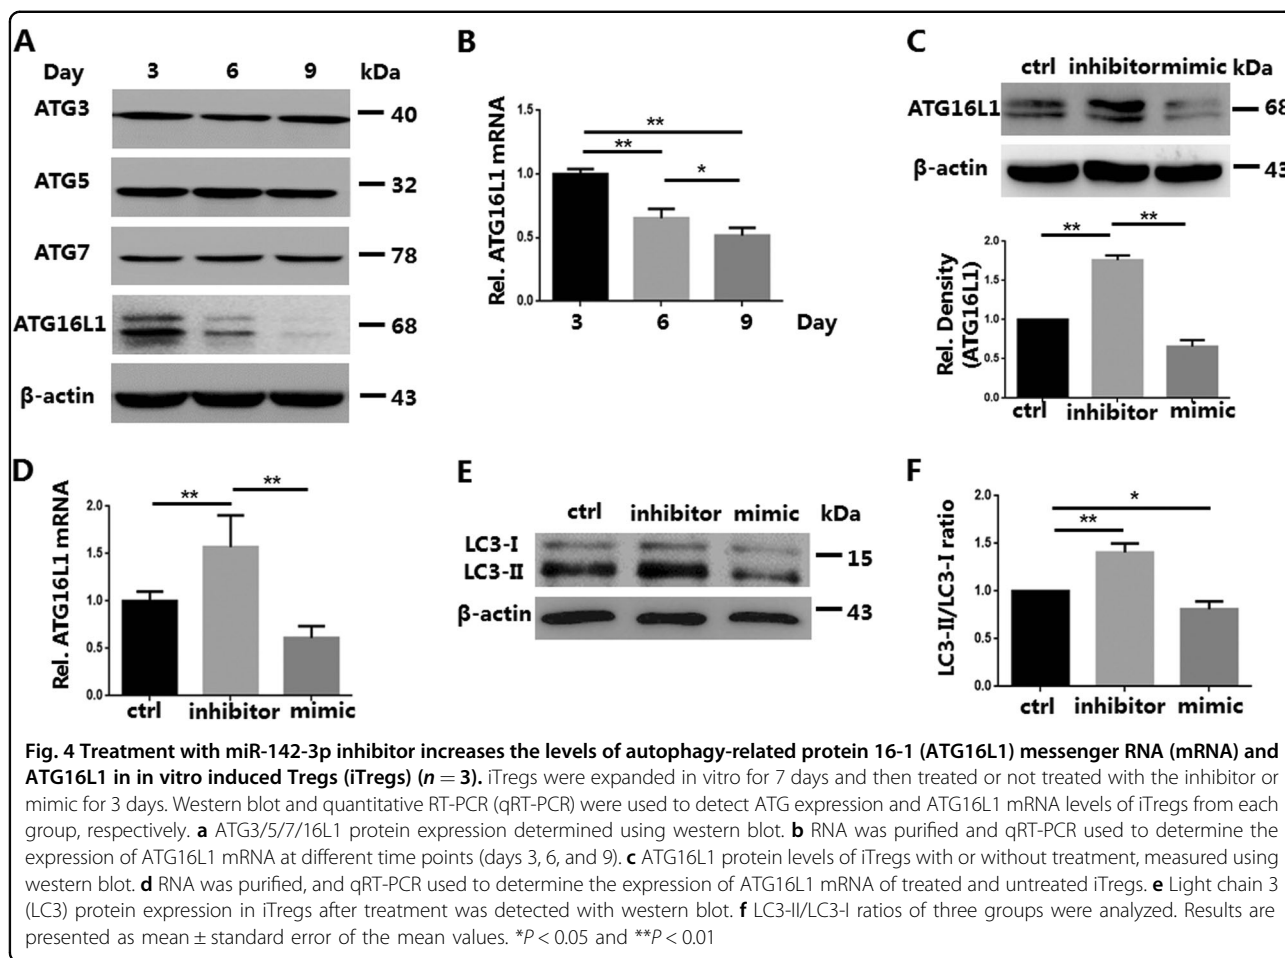 A
Day 3 6 9 kDa
ATG3 40
ATG5 32
ATG7 78
ATG16L1 68
β-actin 43
B
Rel. ATG16L1 mRNA
1.5
1.0
0.5
0.0
**
**
*
3 6 9 Day
C
ctrl inhibitor mimic kDa
ATG16L1 68
β-actin 43
Rel. Density
(ATG16L1)
2.0
1.5
1.0
0.5
0.0
** **
ctrl inhibitor mimic
D
Rel. ATG16L1 mRNA
2.0
1.5
1.0
0.5
0.0
** **
ctrl inhibitor mimic
E
ctrl inhibitor mimic kDa
LC3-I 15
LC3-II
β-actin 43
F
LC3-II/LC3-I ratio
2.0
1.5
1.0
0.5
0.0
*
**
ctrl inhibitor mimic
Fig. 4 Treatment with miR-142-3p inhibitor increases the levels of autophagy-related protein 16-1 (ATG16L1) messenger RNA (mRNA) and
ATG16L1 in in vitro induced Tregs (iTregs) (n = 3). iTregs were expanded in vitro for 7 days and then treated or not treated with the inhibitor or
mimic for 3 days. Western blot and quantitative RT-PCR (qRT-PCR) were used to detect ATG expression and ATG16L1 mRNA levels of iTregs from each
group, respectively. a ATG3/5/7/16L1 protein expression determined using western blot. b RNA was purified and qRT-PCR used to determine the
expression of ATG16L1 mRNA at different time points (days 3, 6, and 9). c ATG16L1 protein levels of iTregs with or without treatment, measured using
western blot. d RNA was purified, and qRT-PCR used to determine the expression of ATG16L1 mRNA of treated and untreated iTregs. e Light chain 3
(LC3) protein expression in iTregs after treatment was detected with western blot. f LC3-II/LC3-I ratios of three groups were analyzed. Results are
presented as mean ± standard error of the mean values. *P < 0.05 and **P < 0.01